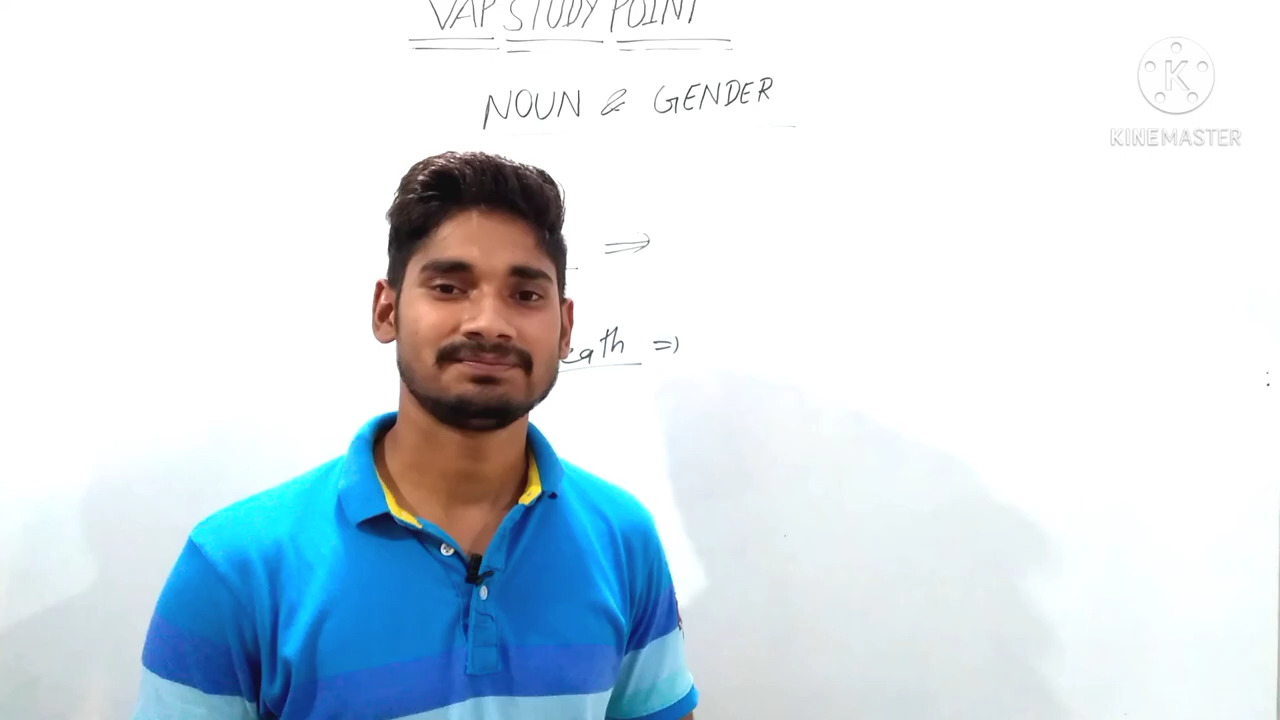 VAP STUDY POINT
NOUN & GENDER
K
KINEMASTER
⇒
⇒